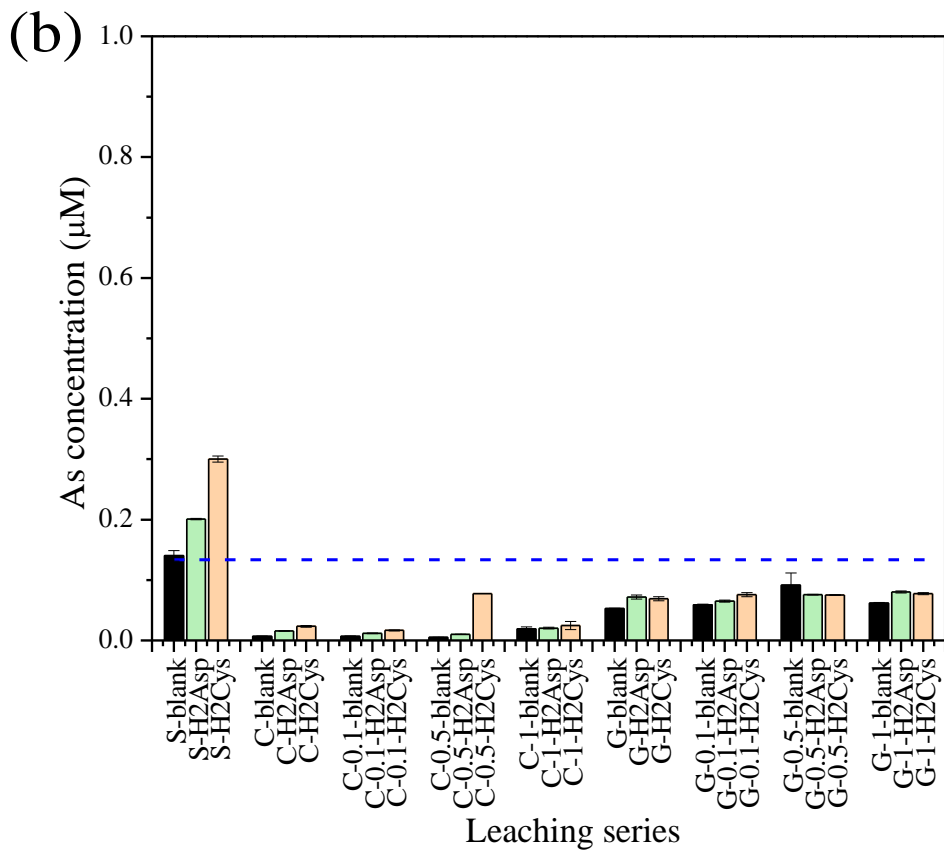 (b)
1.0
0.8
0.6
0.4
0.2
0.0
As concentration (μM)
S-blank
S-H2Asp
S-H2Cys
C-blank
C-H2Asp
C-H2Cys
C-0.1-blank
C-0.1-H2Asp
C-0.1-H2Cys
C-0.5-blank
C-0.5-H2Asp
C-0.5-H2Cys
C-1-blank
C-1-H2Asp
C-1-H2Cys
G-blank
G-H2Asp
G-H2Cys
G-0.1-blank
G-0.1-H2Asp
G-0.1-H2Cys
G-0.5-blank
G-0.5-H2Asp
G-0.5-H2Cys
G-1-blank
G-1-H2Asp
G-1-H2Cys
Leaching series